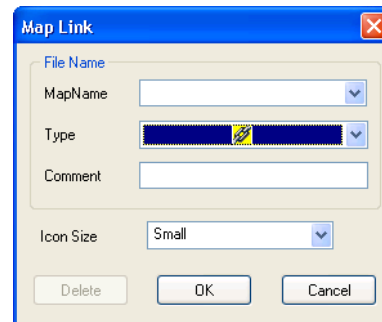 Map Link
File Name
MapName
Type
Comment
Icon Size Small
Delete OK Cancel